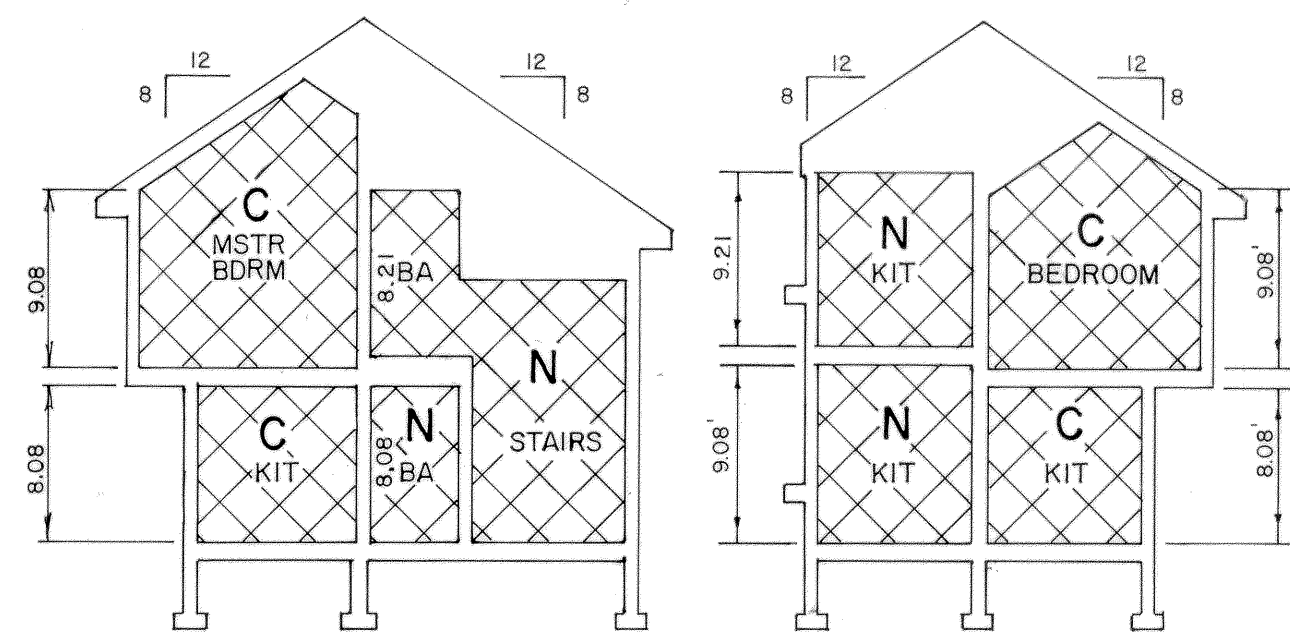 12
8
12
8
9.08
C
MSTR
BDRM
8.21
BA
N
STAIRS
8.08
C
KIT
8.08
N
BA
12
8
12
8
9.21
N
KIT
C
BEDROOM
9.08'
9.08'
N
KIT
C
KIT
8.08'